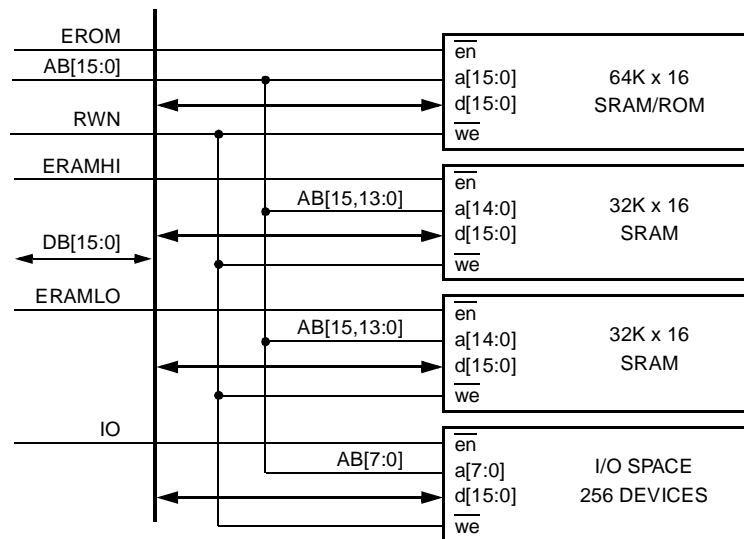 EROM
AB[15:0]
RWN
ERAMHI
DB[15:0]
ERAMLO
IO
en
a[15:0]
d[15:0]
we
64K x 16
SRAM/ROM
AB[15,13:0]
en
a[14:0]
d[15:0]
we
32K x 16
SRAM
AB[15,13:0]
en
a[14:0]
d[15:0]
we
32K x 16
SRAM
AB[7:0]
en
a[7:0]
d[15:0]
we
I/O SPACE
256 DEVICES